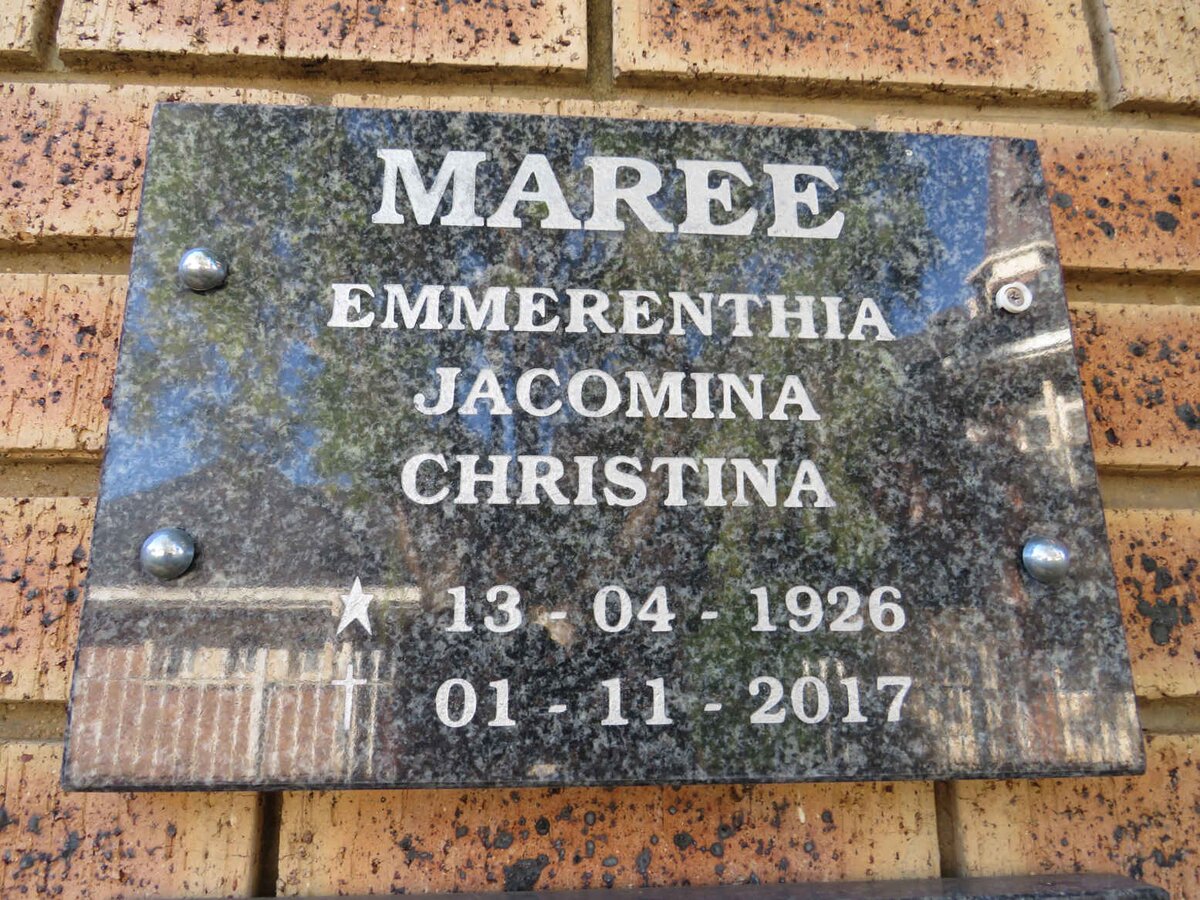 MAREE
EMMERENTHIA
JACOMINA
CHRISTINA
13 - 04 - 1926
01 - 11 - 2017